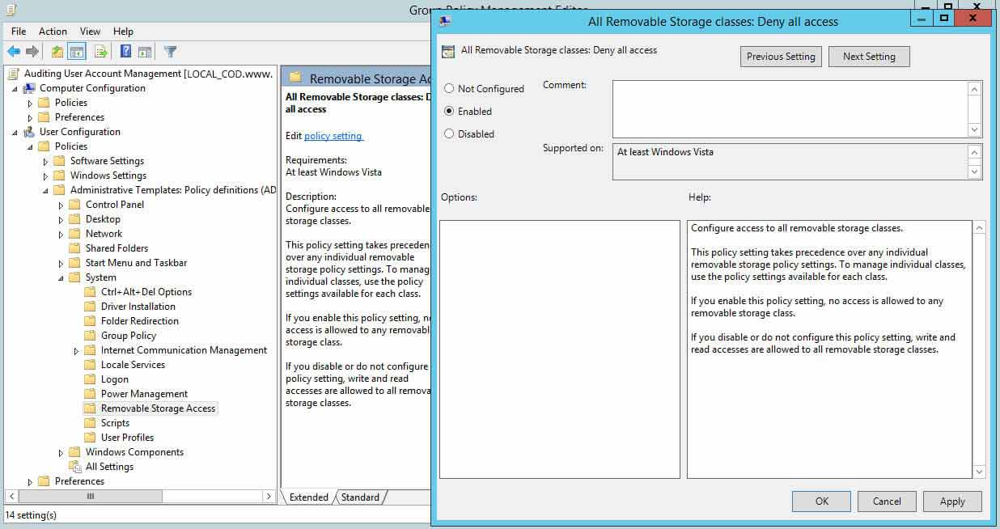 Group Policy Management Editor
File Action View Help
Auditing User Account Management [LOCAL_COD.www.
Computer Configuration
Policies
Preferences
User Configuration
Policies
Software Settings
Windows Settings
Administrative Templates: Policy definitions (AD
Control Panel
Desktop
Network
Shared Folders
Start Menu and Taskbar
System
Ctrl+Alt+Del Options
Driver Installation
Folder Redirection
Group Policy
Internet Communication Management
Locale Services
Logon
Power Management
Removable Storage Access
Scripts
User Profiles
Windows Components
All Settings
Preferences
14 setting(s)
Removable Storage Ac
All Removable Storage classes: D
all access
Edit policy setting
Requirements:
At least Windows Vista
Description:
Configure access to all removable
storage classes.
This policy setting takes preceden
over any individual removable
storage policy settings. To manag
individual classes, use the policy
settings available for each class.
If you enable this policy setting, no
access is allowed to any removabl
storage class.
If you disable or do not configure
policy setting, write and read
accesses are allowed to all remova
storage classes.
Extended Standard
All Removable Storage classes: Deny all access
All Removable Storage classes: Deny all access
Previous Setting Next Setting
Not Configured
Enabled
Disabled
Comment:
Supported on: At least Windows Vista
Options:
Help:
Configure access to all removable storage classes.
This policy setting takes precedence over any individual
removable storage policy settings. To manage individual classes,
use the policy settings available for each class.
If you enable this policy setting, no access is allowed to any
removable storage class.
If you disable or do not configure this policy setting, write and
read accesses are allowed to all removable storage classes.
OK Cancel Apply